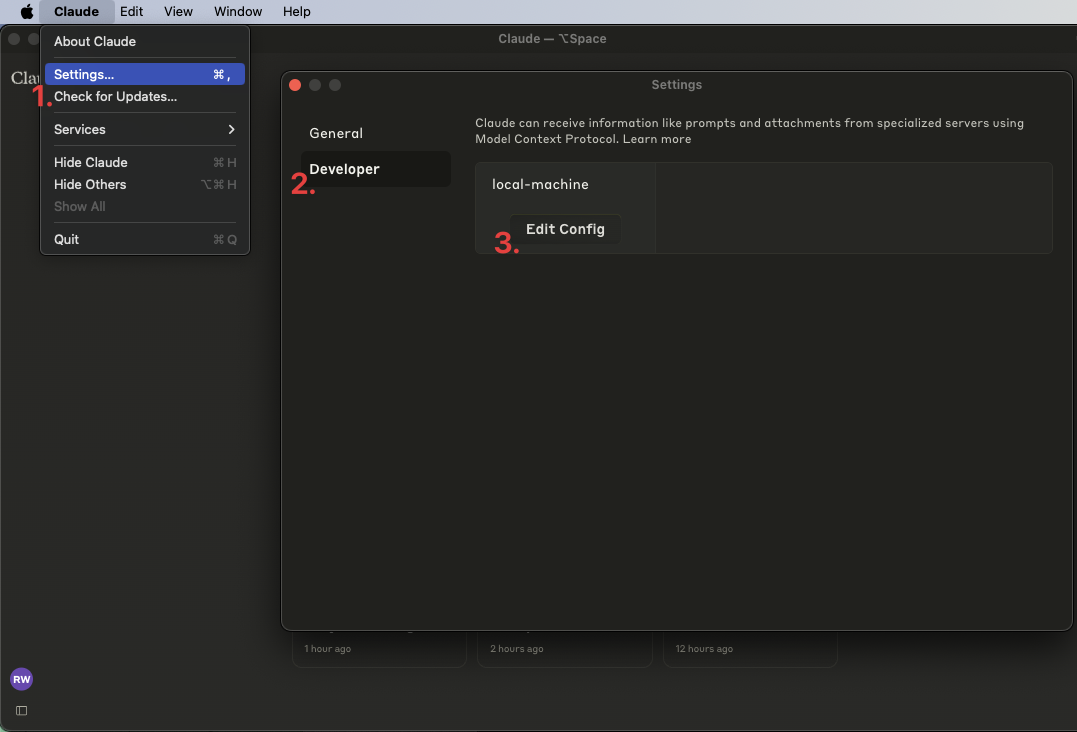 Claude Edit View Window Help
Claude — ⌥Space
About Claude
Settings... ⌘ ,
1.
Check for Updates...
Services
Hide Claude ⌘ H
Hide Others ⌥ ⌘ H
Show All
Quit ⌘ Q
Settings
General
Developer
2.
Claude can receive information like prompts and attachments from specialized servers using
Model Context Protocol. Learn more
local-machine
Edit Config
3.
1 hour ago
2 hours ago
12 hours ago
RW